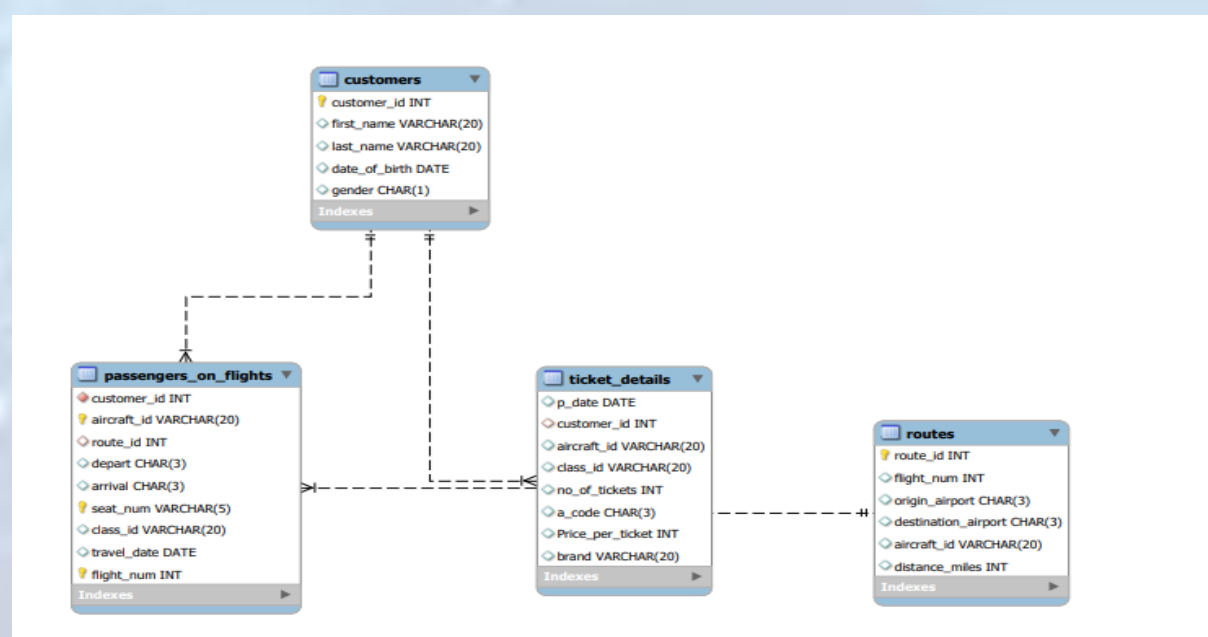 customers
customer_id INT
first_name VARCHAR(20)
last_name VARCHAR(20)
date_of_birth DATE
gender CHAR(1)
Indexes
passengers_on_flights
customer_id INT
aircraft_id VARCHAR(20)
route_id INT
depart CHAR(3)
arrival CHAR(3)
seat_num VARCHAR(5)
class_id VARCHAR(20)
travel_date DATE
flight_num INT
Indexes
ticket_details
p_date DATE
customer_id INT
aircraft_id VARCHAR(20)
class_id VARCHAR(20)
no_of_tickets INT
a_code CHAR(3)
Price_per_ticket INT
brand VARCHAR(20)
Indexes
routes
route_id INT
flight_num INT
origin_airport CHAR(3)
destination_airport CHAR(3)
aircraft_id VARCHAR(20)
distance_miles INT
Indexes